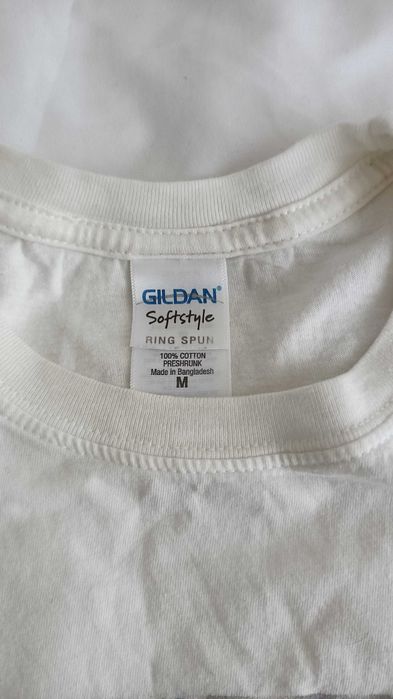 GILDAN®
Softstyle
RING SPUN
100% COTTON
PRESHRUNK
Made in Bangladesh
M